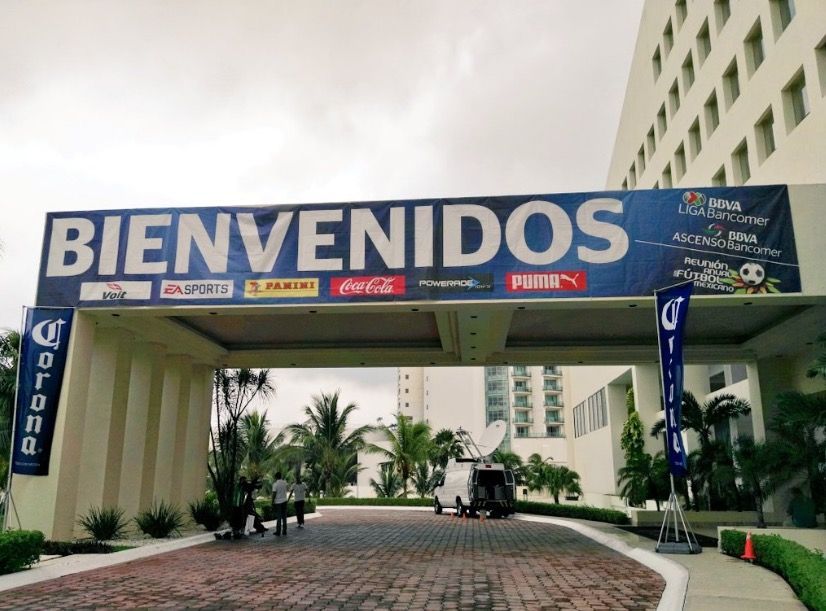 BIENVENIDOS
BBVA
LIGA Bancomer
BBVA
ASCENSO Bancomer
REUNIÓN
ANUAL
FÚTBOL
MEXICANO
Voit
EA SPORTS
PANINI
Coca-Cola
POWERADE
PUMA
Corona
Corona